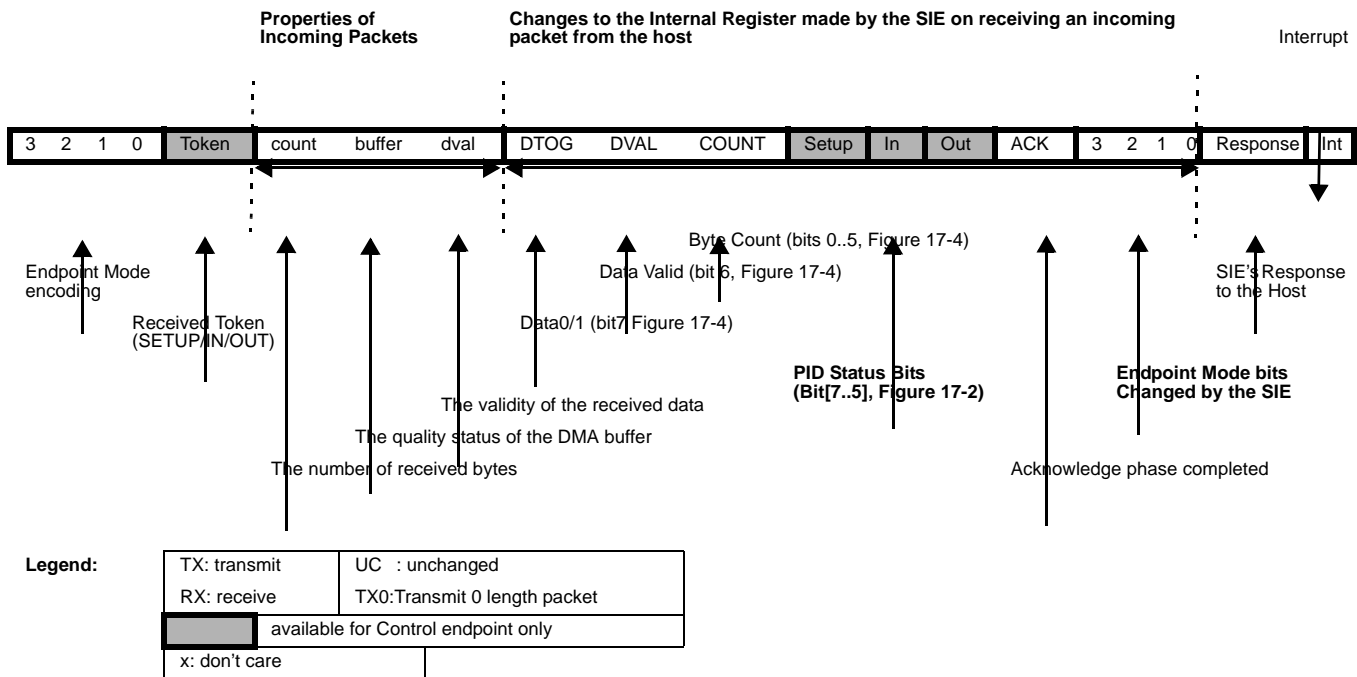 Properties of
Incoming Packets
Changes to the Internal Register made by the SIE on receiving an incoming
packet from the host
Interrupt
3 2 1 0 Token count buffer dval DTOG DVAL COUNT Setup In Out ACK 3 2 1 0 Response Int
Byte Count (bits 0..5, Figure 17-4)
Endpoint Mode
encoding
Data Valid (bit 6, Figure 17-4)
SIE's Response
to the Host
Received Token
(SETUP/IN/OUT)
Data0/1 (bit7 Figure 17-4)
PID Status Bits
(Bit[7..5], Figure 17-2)
Endpoint Mode bits
Changed by the SIE
The validity of the received data
The quality status of the DMA buffer
The number of received bytes
Acknowledge phase completed
Legend:
TX: transmit UC : unchanged
RX: receive TX0:Transmit 0 length packet
available for Control endpoint only
x: don't care